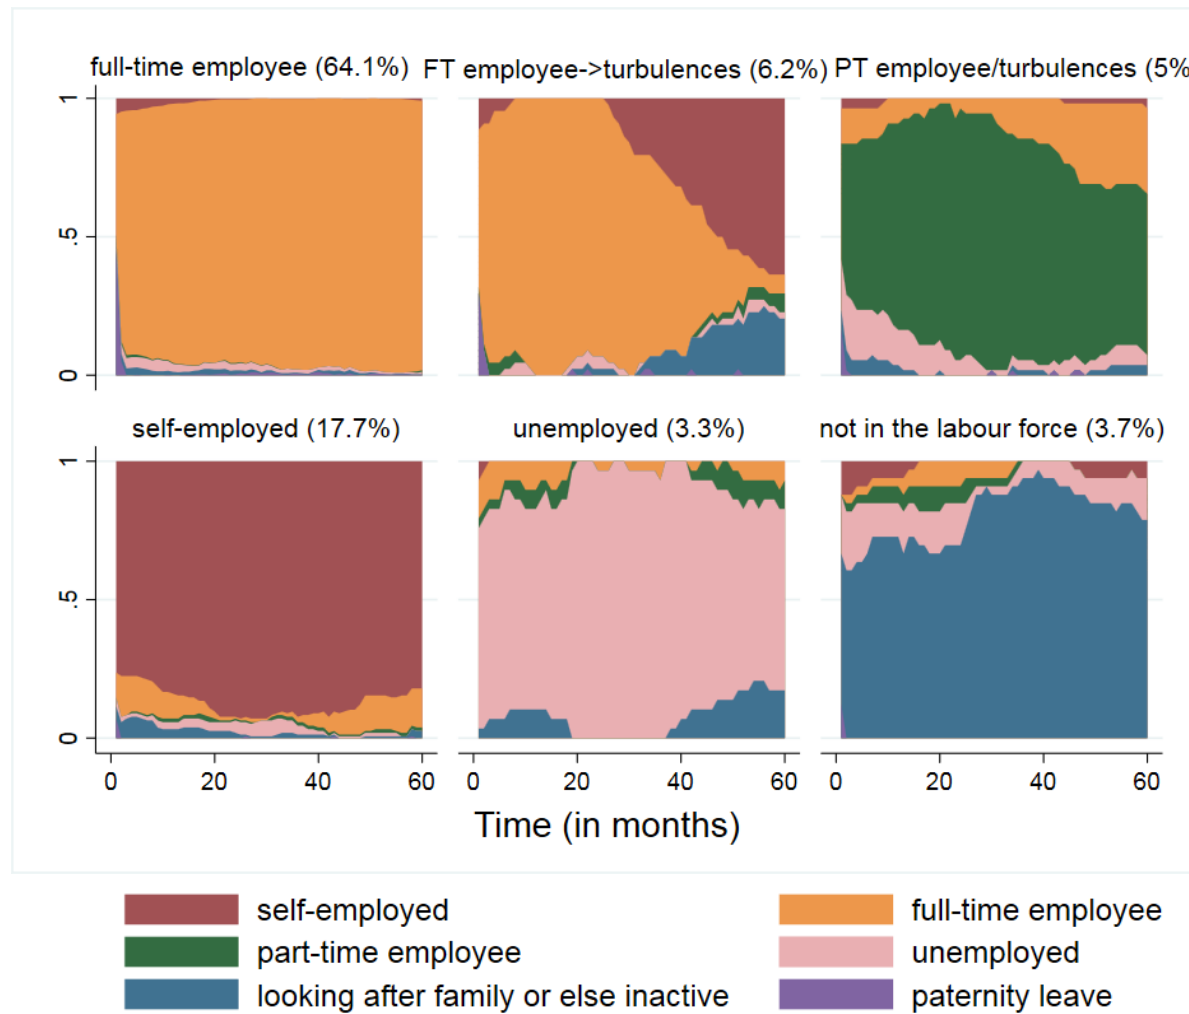 full-time employee (64.1%) FT employee->turbulences (6.2%) PT employee/turbulences (5%
1
.5
0
self-employed (17.7%) unemployed (3.3%) not in the labour force (3.7%)
1
.5
0
0 20 40 60 0 20 40 60 0 20 40 60
Time (in months)
self-employed full-time employee
part-time employee unemployed
looking after family or else inactive paternity leave